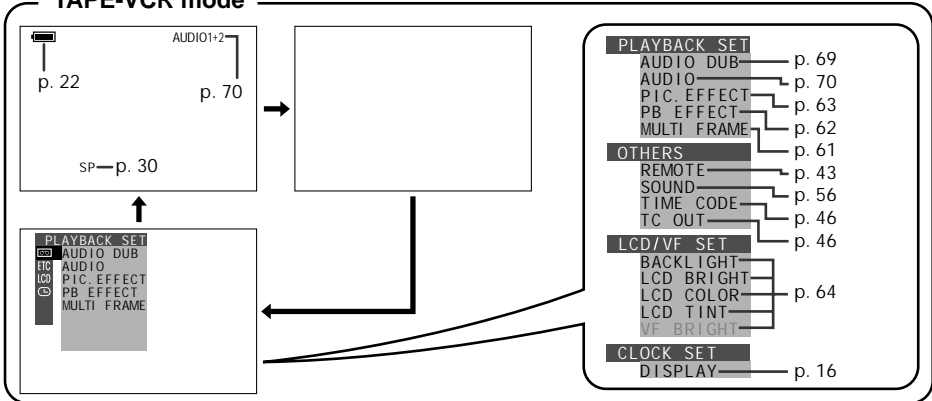 TAPE-VCR mode
AUDIO1+2
p. 22
p. 70
SP p. 30
PLAYBACK SET
AUDIO DUB
ETC AUDIO
LCD PIC.EFFECT
PB EFFECT
MULTI FRAME
PLAYBACK SET
AUDIO DUB p. 69
AUDIO p. 70
PIC.EFFECT p. 63
PB EFFECT p. 62
MULTI FRAME p. 61
OTHERS
REMOTE p. 43
SOUND p. 56
TIME CODE p. 46
TC OUT p. 46
LCD/VF SET
BACKLIGHT
LCD BRIGHT
LCD COLOR p. 64
LCD TINT
VF BRIGHT
CLOCK SET
DISPLAY p. 16